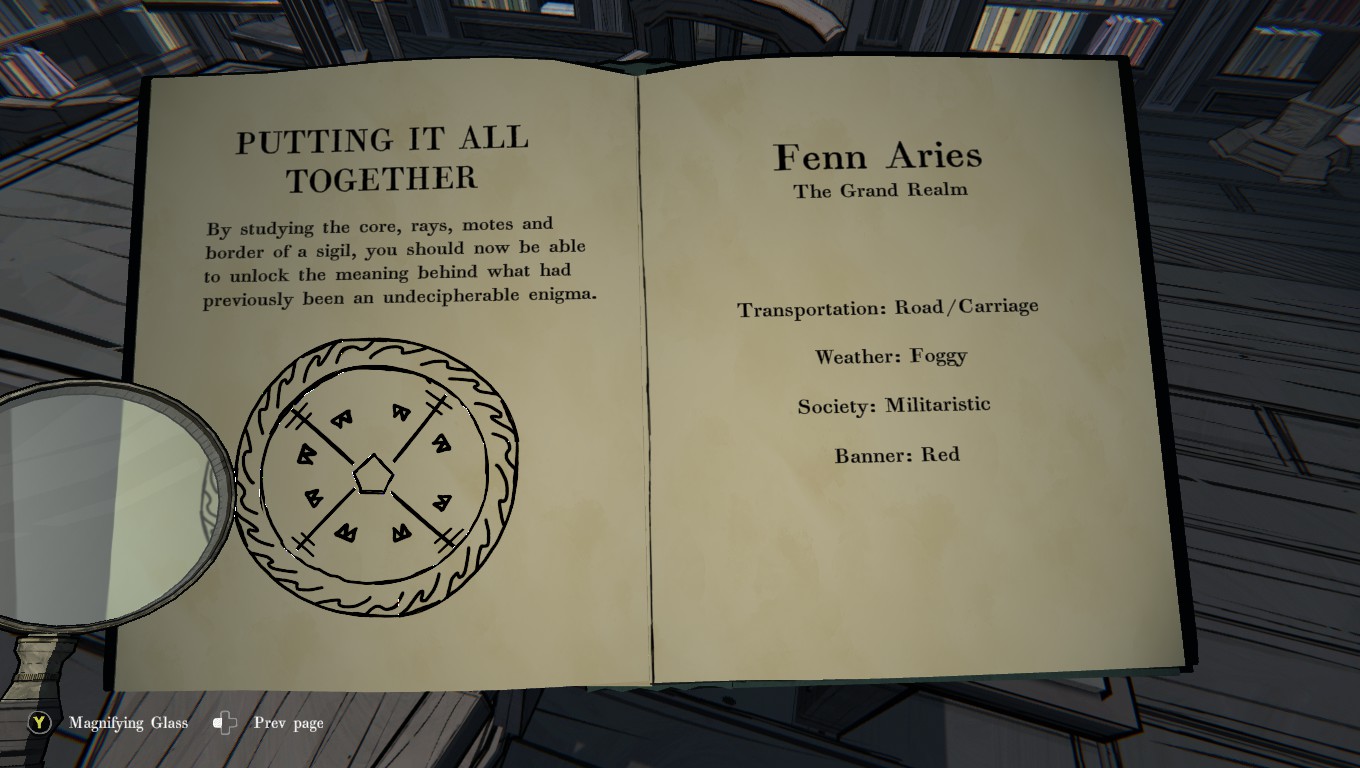 PUTTING IT ALL
TOGETHER
By studying the core, rays, motes and
border of a sigil, you should now be able
to unlock the meaning behind what had
previously been an undecipherable enigma.
Fenn Aries
The Grand Realm
Transportation: Road/Carriage
Weather: Foggy
Society: Militaristic
Banner: Red
Y Magnifying Glass Prev page